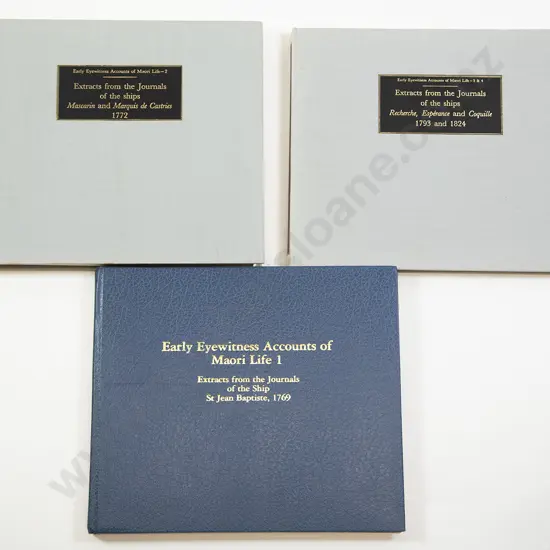 Early Eyewitness Accounts of Maori Life—2
Extracts from the Journals
of the ships
Mascarin and Marquis de Castries
1772
Early Eyewitness Accounts of Maori Life—3 & 4
Extracts from the Journals
of the ships
Recherche, Espérance and Coquille
1793 and 1824
Early Eyewitness Accounts of
Maori Life 1
Extracts from the Journals
of the Ship
St Jean Baptiste, 1769